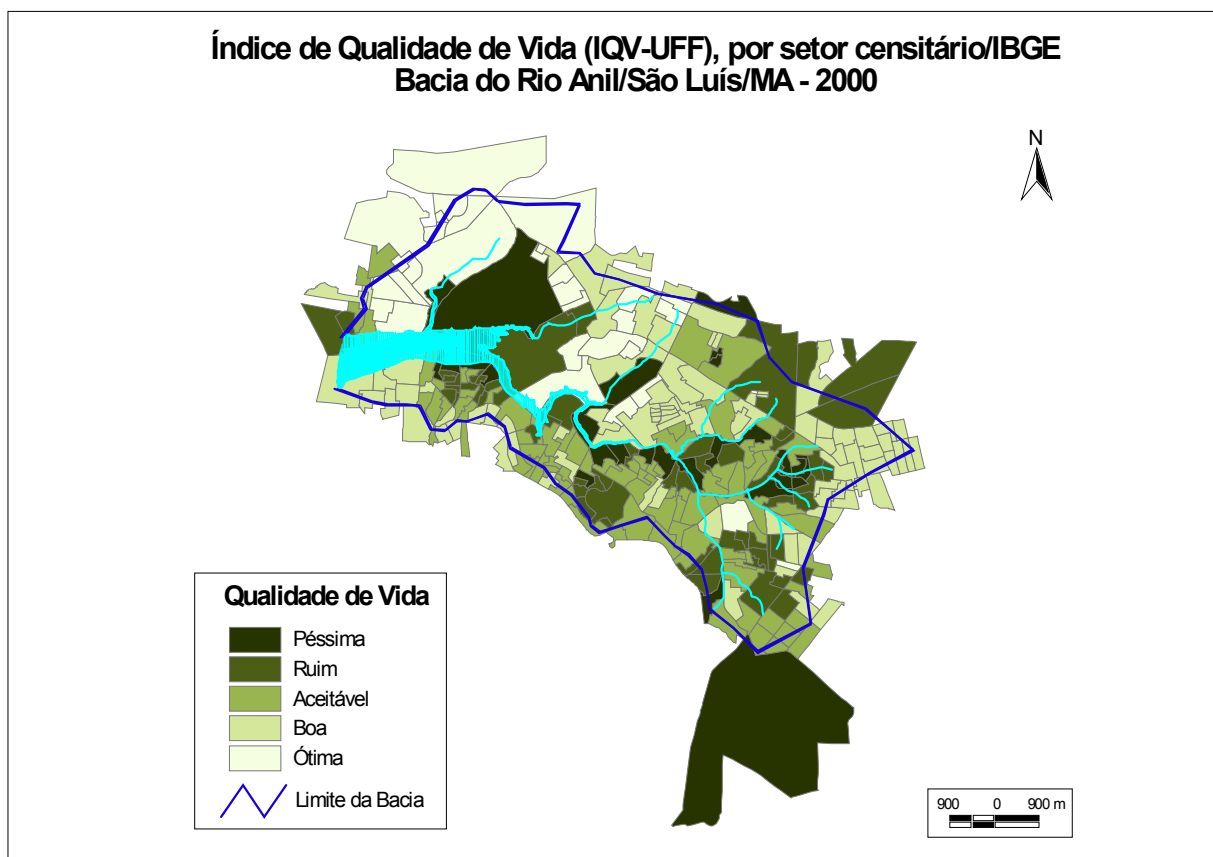 Índice de Qualidade de Vida (IQV-UFF), por setor censitário/IBGE
Bacia do Rio Anil/São Luís/MA - 2000
N
Qualidade de Vida
Péssima
Ruim
Aceitável
Boa
Ótima
Limite da Bacia
900 0 900 m